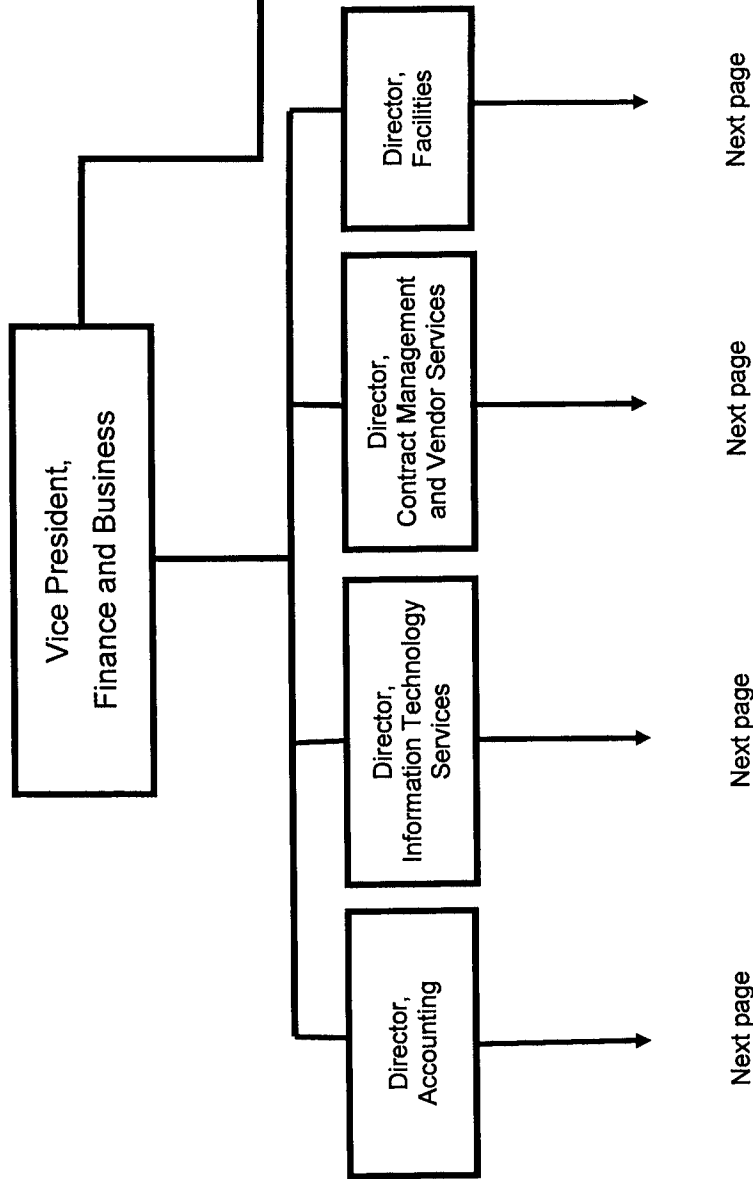 Vice President,
Finance and Business
Director,
Accounting
Director,
Information Technology
Services
Director,
Contract Management
and Vendor Services
Director,
Facilities
Next page
Next page
Next page
Next page